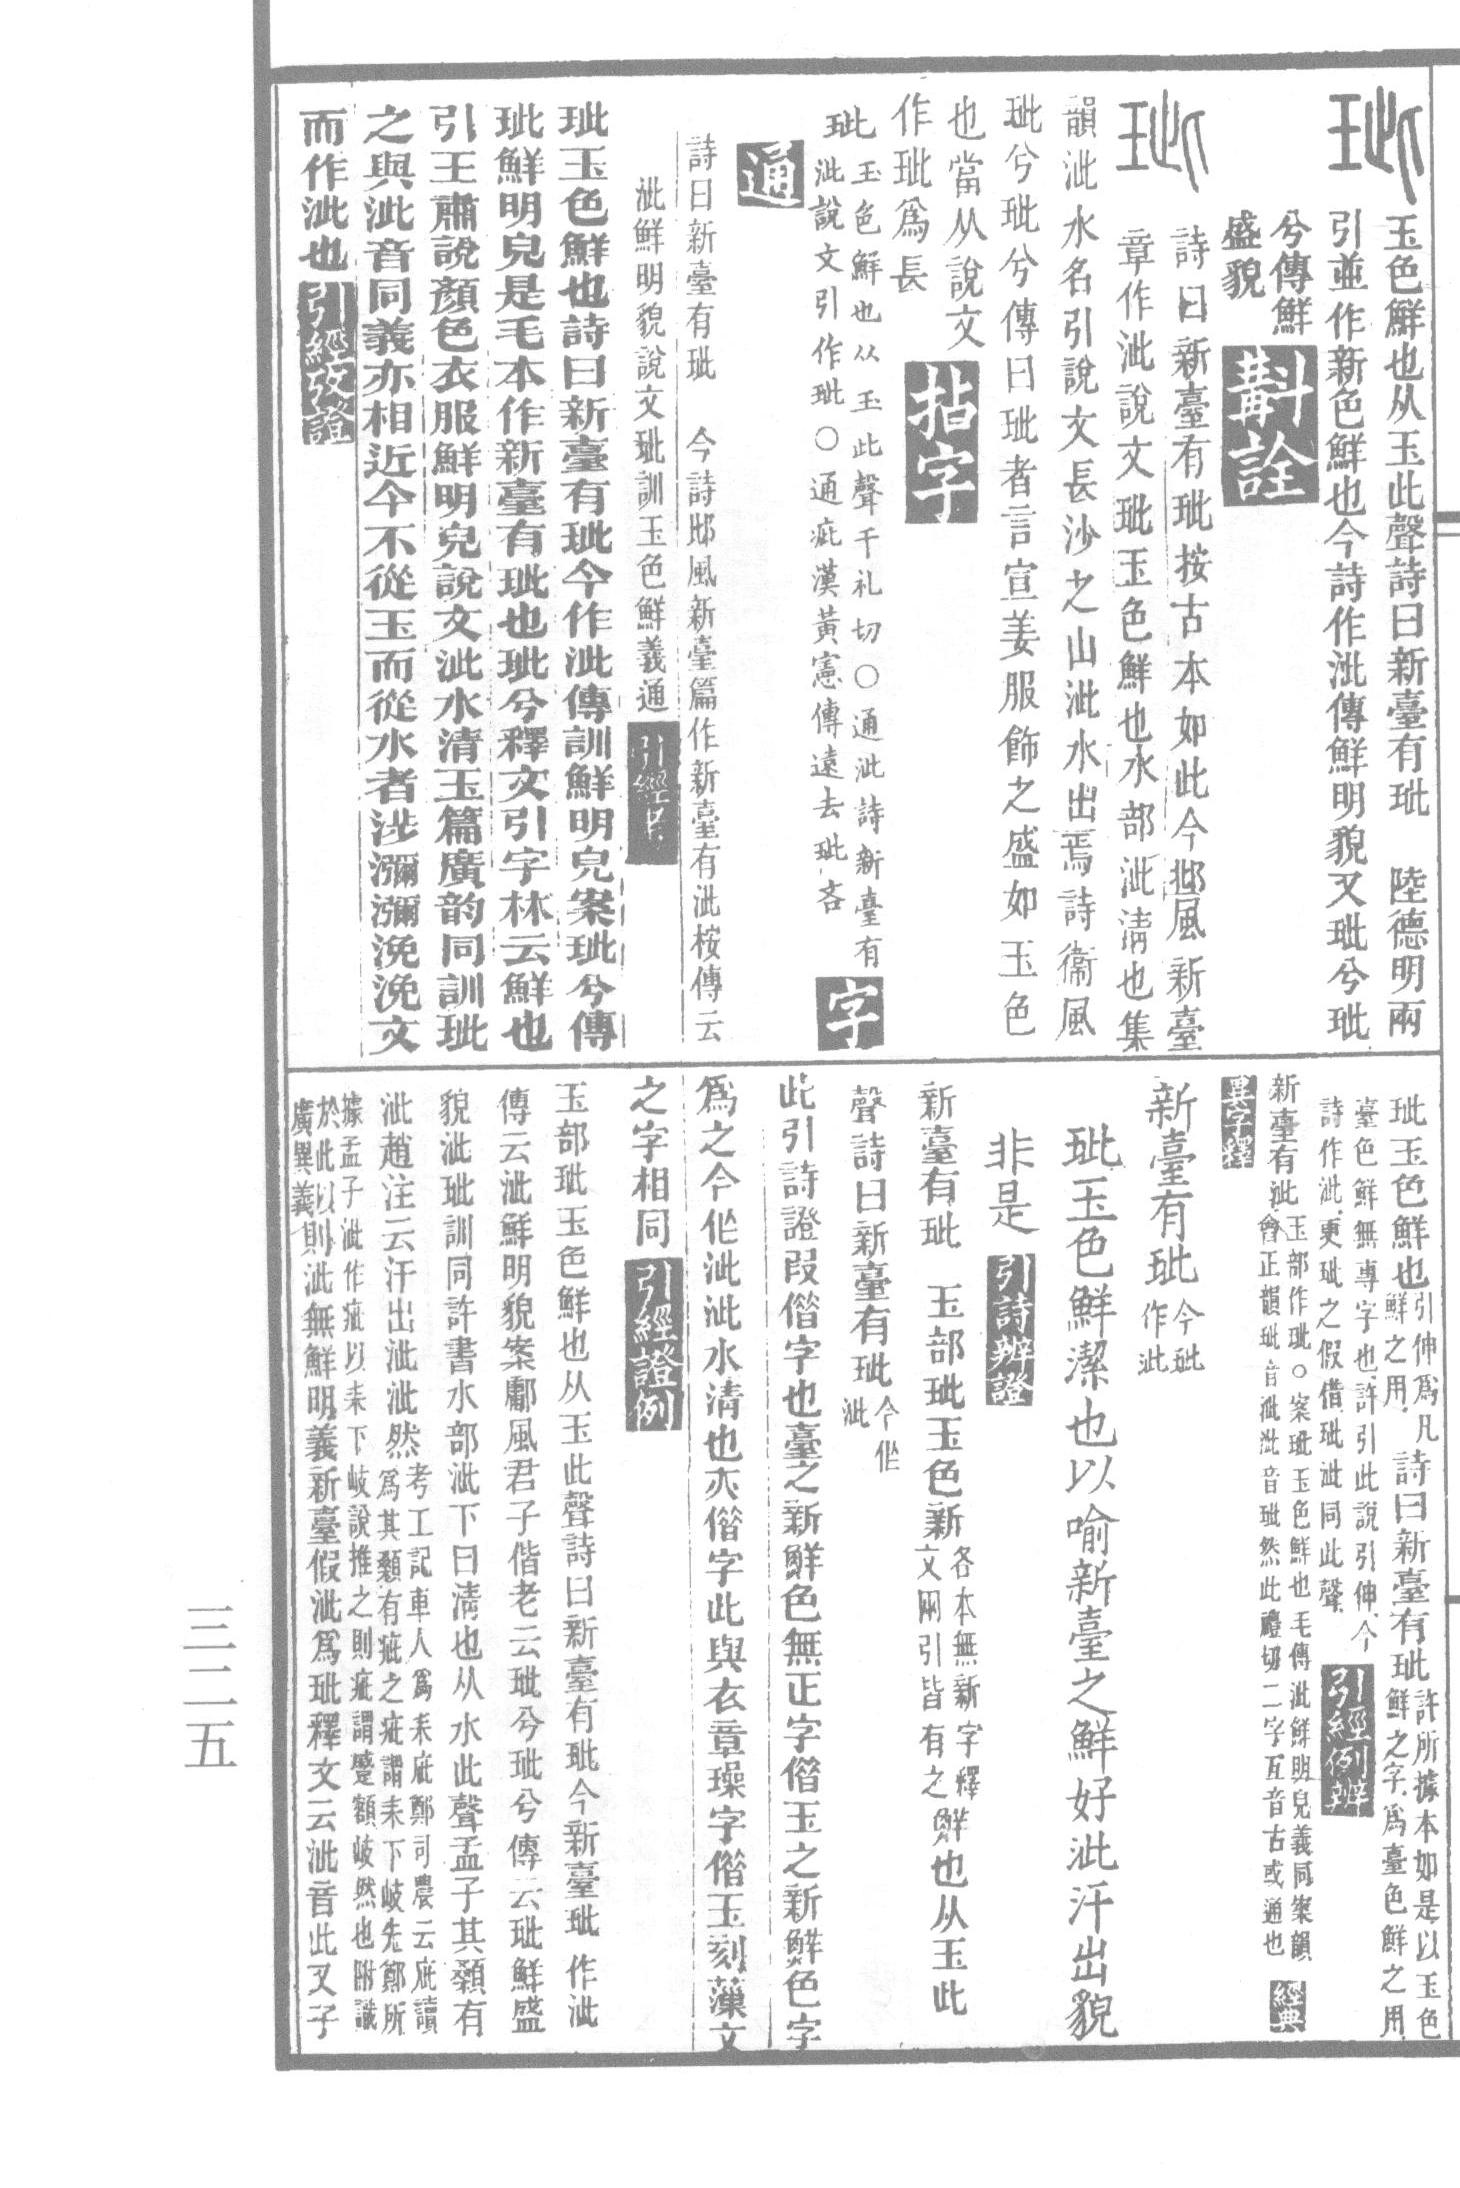 玼
玉色鮮也从玉此聲詩曰新臺有玼　陸德明兩
引並作新色鮮也今詩作泚傳鮮明貌又玼兮玼
兮傳鮮
盛貌
斠詮
玼
詩曰新臺有玼按古本如此今邶風新臺
章作泚說文玼玉色鮮也水部泚淸也集
韻泚水名引說文長沙之山泚水出焉詩衞風
玼兮玼兮傳曰玼者言宣姜服飾之盛如玉色
也當从說文
作玼爲長
拈字
玼
玉色鮮也从玉此聲千礼切○通泚詩新臺有
泚說文引作玼○通疵漢黃憲傳遠去玼吝
字
通
詩曰新臺有玼　今詩邶風新臺篇作新臺有泚桉傳云
泚鮮明貌說文玼訓玉色鮮義通
引經
玼玉色鮮也詩曰新臺有玼今作泚傳訓鮮明皃案玼兮傳
玼鮮明皃是毛本作新臺有玼也玼兮釋文引字林云鮮也
引王肅說顏色衣服鮮明皃說文泚水清玉篇廣韵同訓玼
之與泚音同義亦相近今不從玉而從水者涉瀰瀰浼浼文
而作泚也
引經攷證
玼玉色鮮也
引伸爲凡
鮮之用
詩曰新臺有玼
許所據本如是以玉色
鮮之字爲臺色鮮之用
臺色鮮無專字也許引此說引伸今
詩作泚更玼之假借玼泚同此聲
引經例辨
新臺有泚
玉部作玼○案玼玉色鮮也毛傳泚鮮明皃義同案韻
會正韻玼音泚泚音玼然此禮切二字互音古或通也
經典
異字釋
新臺有玼
今玼
作泚
玼玉色鮮潔也以喻新臺之鮮好泚汗出貌
非是
引詩辨證
新臺有玼　玉部玼玉色新
各本無新字釋
文兩引皆有之
鮮也从玉此
聲詩曰新臺有玼
今作
泚
此引詩證叚借字也臺之新鮮色無正字借玉之新鮮色字
爲之今作泚泚水淸也亦借字此與衣章璪字借玉刻薻文
之字相同
引經證例
玉部玼玉色鮮也从玉此聲詩曰新臺有玼今新臺玼作泚
傳云泚鮮明貌案鄘風君子偕老云玼兮玼兮傳云玼鮮盛
貌泚玼訓同許書水部泚下曰淸也从水此聲孟子其顙有
泚趙注云汗出泚泚然
考工記車人爲耒庛鄭司農云庛讀
爲其顙有疵之疵謂耒下岐先鄭所
據孟子泚作疵以耒下岐說推之則疵謂蹙額岐然也附識
於此以
廣異義
則泚無鮮明義新臺假泚爲玼釋文云泚音此又子
三二五